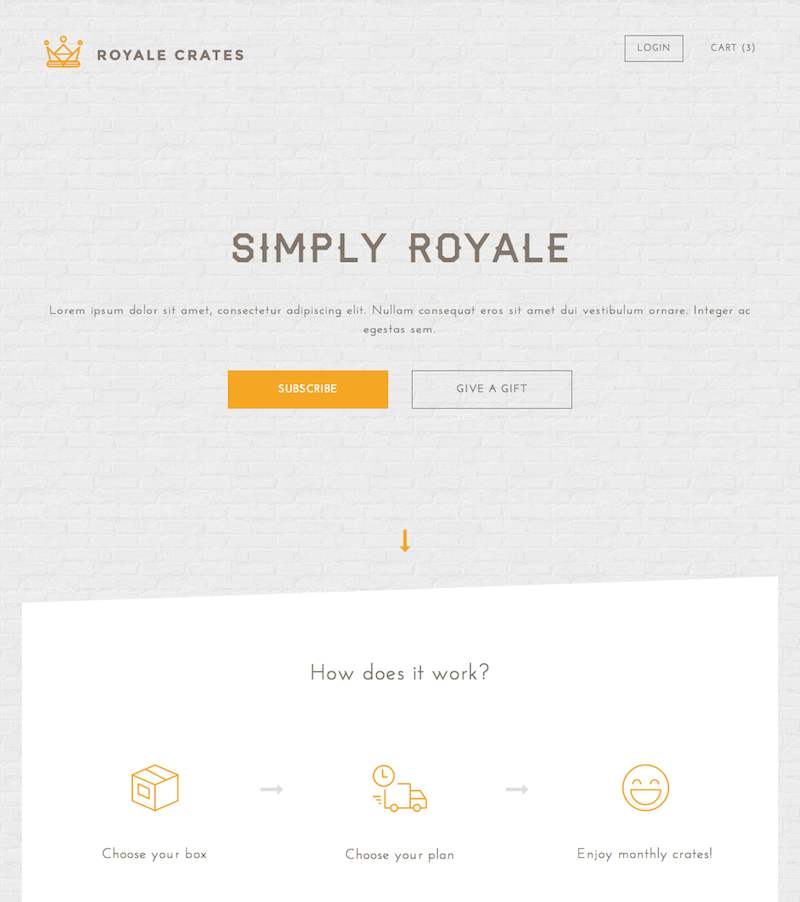 ROYALE CRATES
LOGIN
CART (3)
SIMPLY ROYALE
Lorem ipsum dolor sit amet, consectetur adipiscing elit. Nullam consequat eros sit amet dui vestibulum ornare. Integer ac
egestas sem.
SUBSCRIBE
GIVE A GIFT
How does it work?
Choose your box
Choose your plan
Enjoy monthly crates!